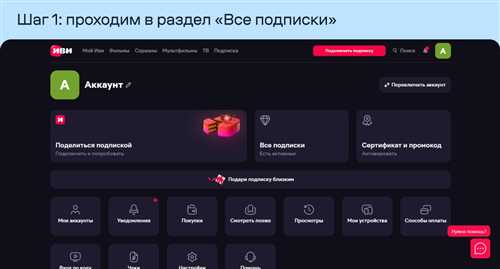 Шаг 1: проходим в раздел «Все подписки»
ИВИ Мой Иви Фильмы Сериалы Мультфильмы ТВ Подписка Подключить подписку Поиск А
А Аккаунт Переключить аккаунт
И
Поделиться подпиской Все подписки Сертификат и промокод
Подключить и попробовать Есть активные Активировать
Подари подписку близким
Мои аккаунты Уведомления Покупки Смотреть позже Просмотры Мои устройства Способы оплаты
Нужна помощь?
Вход по коду Чеки Настройки Помощь